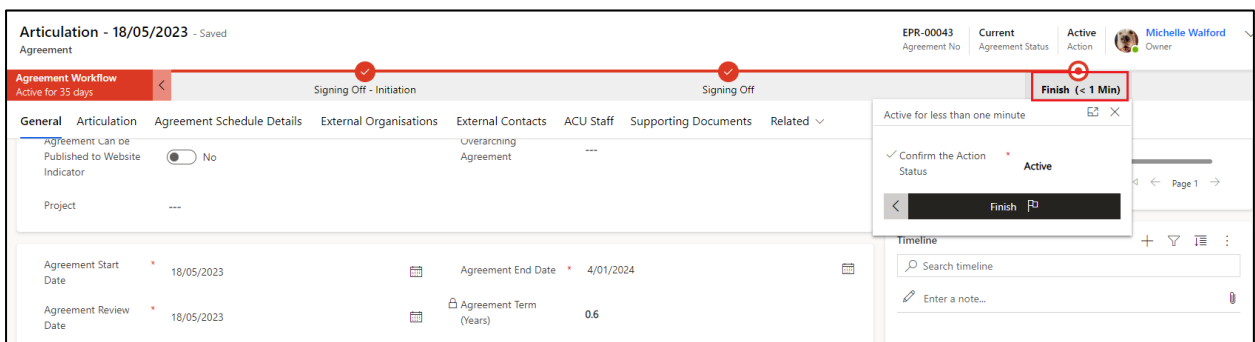 Articulation - 18/05/2023 - Saved
Agreement
EPR-00043
Agreement No
Current
Agreement Status
Active
Action
Michelle Walford
Owner
Agreement Workflow
Active for 35 days
Signing Off - Initiation
Signing Off
Finish (< 1 Min)
General Articulation Agreement Schedule Details External Organisations External Contacts ACU Staff Supporting Documents Related
Agreement Can be
Published to Website
Indicator
No
Overarching
Agreement
---
Project
---
Active for less than one minute
Confirm the Action
Status
*
Active
Finish
Page 1
Agreement Start
Date
*
18/05/2023
Agreement End Date * 4/01/2024
Agreement Review
Date
*
18/05/2023
Agreement Term
(Years)
0.6
Timeline
Search timeline
Enter a note...